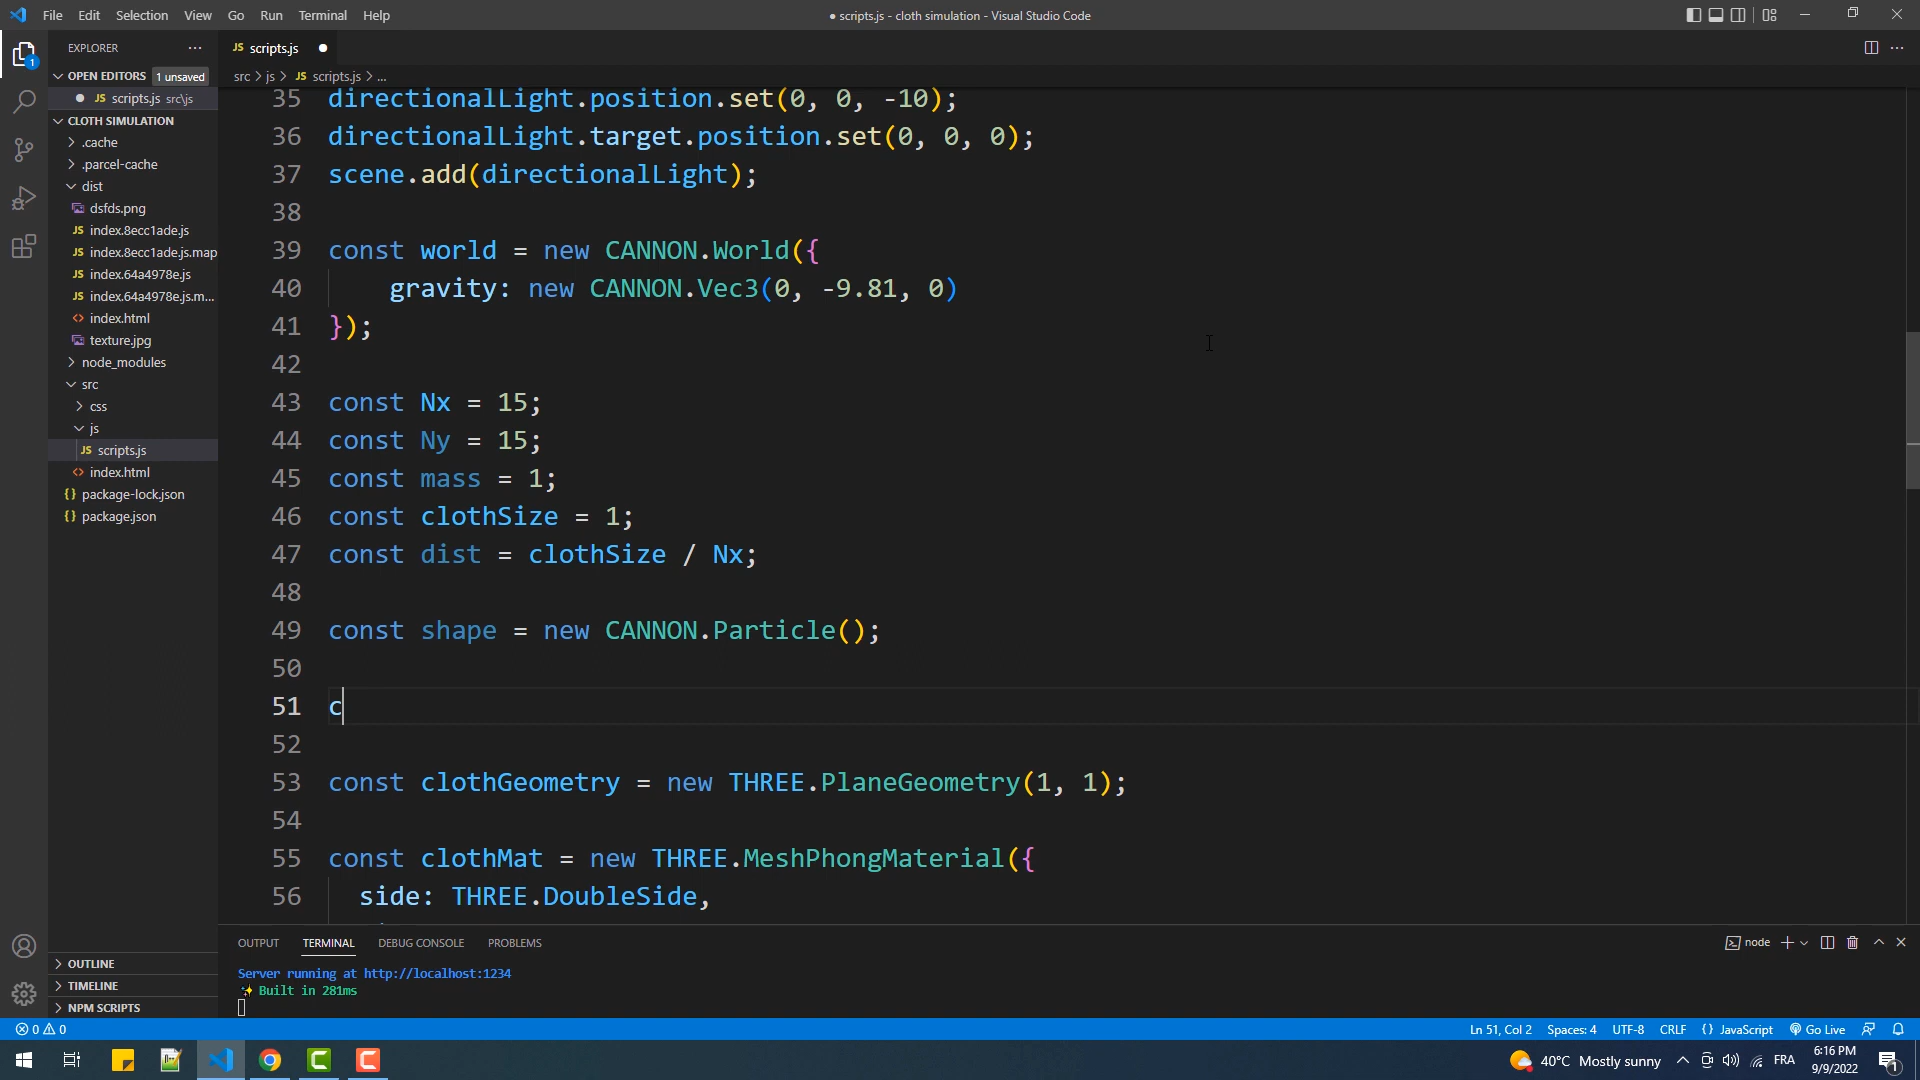 File Edit Selection View Go Run Terminal Help
● scripts.js - cloth simulation - Visual Studio Code
EXPLORER
JS scripts.js ●
OPEN EDITORS 1 unsaved
src > js > JS scripts.js > ...
● JS scripts.js src\js
CLOTH SIMULATION
.cache
.parcel-cache
dist
dsfds.png
JS index.8ecc1ade.js
JS index.8ecc1ade.js.map
JS index.64a4978e.js
JS index.64a4978e.js.m...
index.html
texture.jpg
node_modules
src
css
js
JS scripts.js
index.html
{} package-lock.json
{} package.json
OUTLINE
TIMELINE
NPM SCRIPTS
35 directionalLight.position.set(0, 0, -10);
36 directionalLight.target.position.set(0, 0, 0);
37 scene.add(directionalLight);
38
39 const world = new CANNON.World({
40 gravity: new CANNON.Vec3(0, -9.81, 0)
41 });
42
43 const Nx = 15;
44 const Ny = 15;
45 const mass = 1;
46 const clothSize = 1;
47 const dist = clothSize / Nx;
48
49 const shape = new CANNON.Particle();
50
51 c
52
53 const clothGeometry = new THREE.PlaneGeometry(1, 1);
54
55 const clothMat = new THREE.MeshPhongMaterial({
56 side: THREE.DoubleSide,
OUTPUT TERMINAL DEBUG CONSOLE PROBLEMS
node
Server running at http://localhost:1234
✨ Built in 281ms
0 0
Ln 51, Col 2 Spaces: 4 UTF-8 CRLF {} JavaScript Go Live
40°C Mostly sunny
FRA
6:16 PM
9/9/2022
1